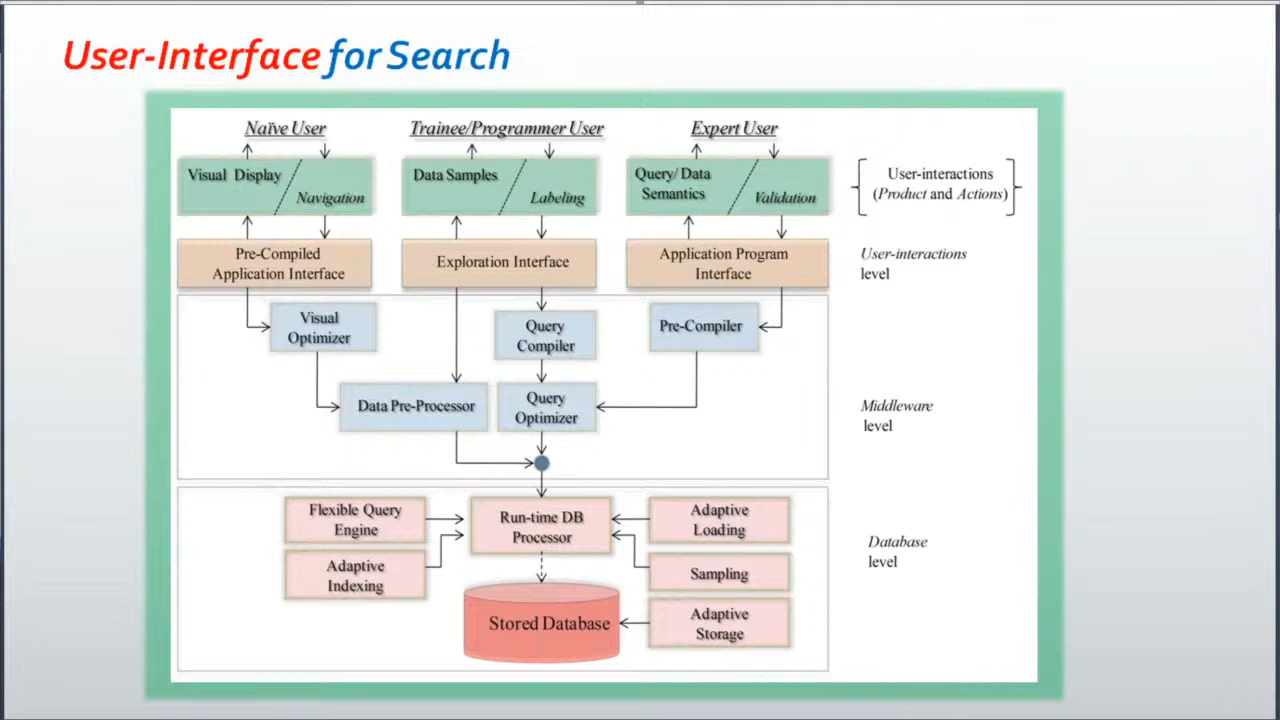 User-Interface for Search
Naïve User
Trainee/Programmer User
Expert User
Visual Display
Navigation
Data Samples
Labeling
Query/ Data
Semantics
Validation
User-interactions
(Product and Actions)
Pre-Compiled
Application Interface
Exploration Interface
Application Program
Interface
User-interactions
level
Visual
Optimizer
Query
Compiler
Pre-Compiler
Data Pre-Processor
Query
Optimizer
Middleware
level
Flexible Query
Engine
Run-time DB
Processor
Adaptive
Loading
Adaptive
Indexing
Sampling
Database
level
Stored Database
Adaptive
Storage